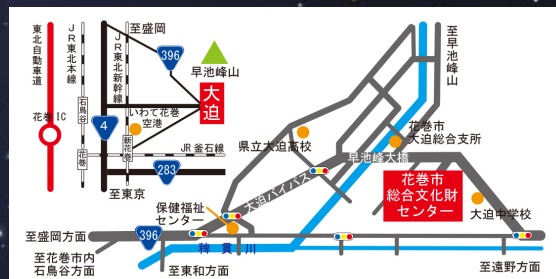 東北自動車道
JR東北本線
JR東北新幹線
至盛岡
396
早池峰山
大迫
花巻IC
石鳥谷
4
いわて花巻
空港
新花巻
花巻
JR釜石線
283
至東京
至早池峰山
花巻市
大迫総合支所
県立大迫高校
早池峰大橋
大迫バイパス
花巻市
総合文化財
センター
大迫中学校
保健福祉
センター
稗貫川
至盛岡方面
396
至花巻市内
石鳥谷方面
至東和方面
至遠野方面